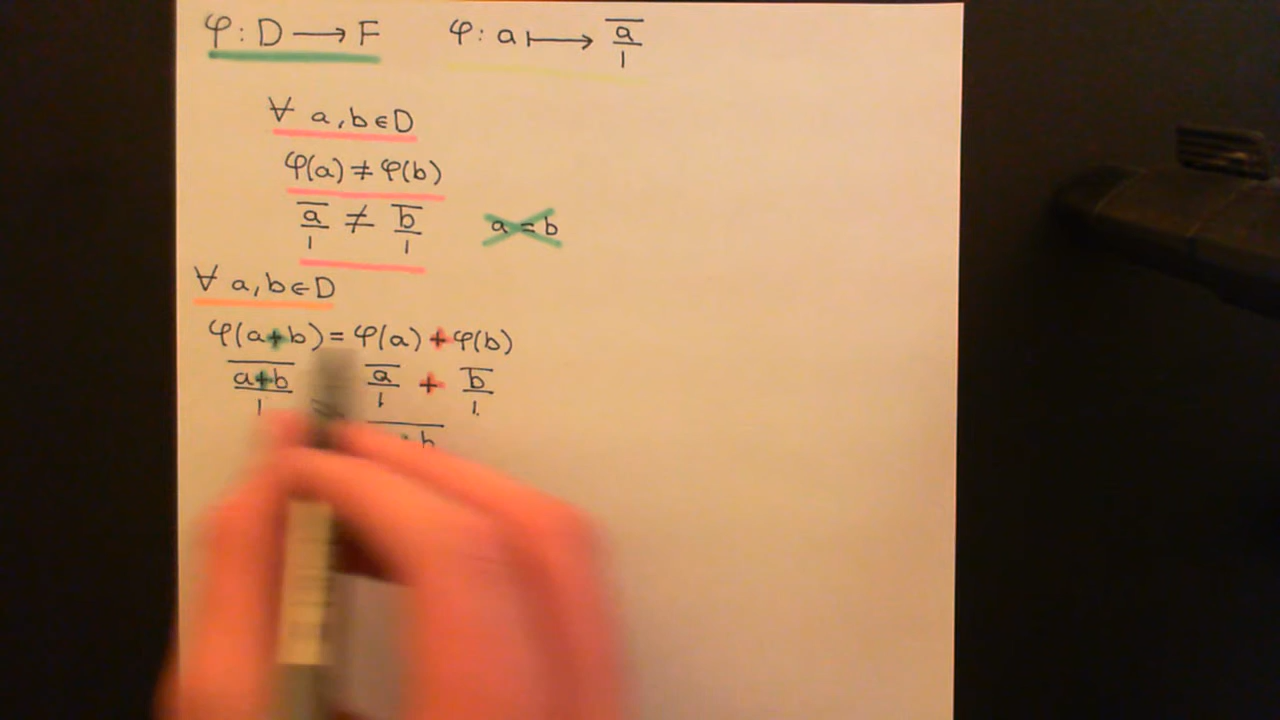 φ : D ⟶ F φ : a ⟼ a̅/1
∀ a, b ∈ D
φ(a) ≠ φ(b)
a̅/1 ≠ b̅/1 a = b
∀ a, b ∈ D
φ(a+b) = φ(a) + φ(b)
a+b̅/1 a̅/1 + b̅/1
b